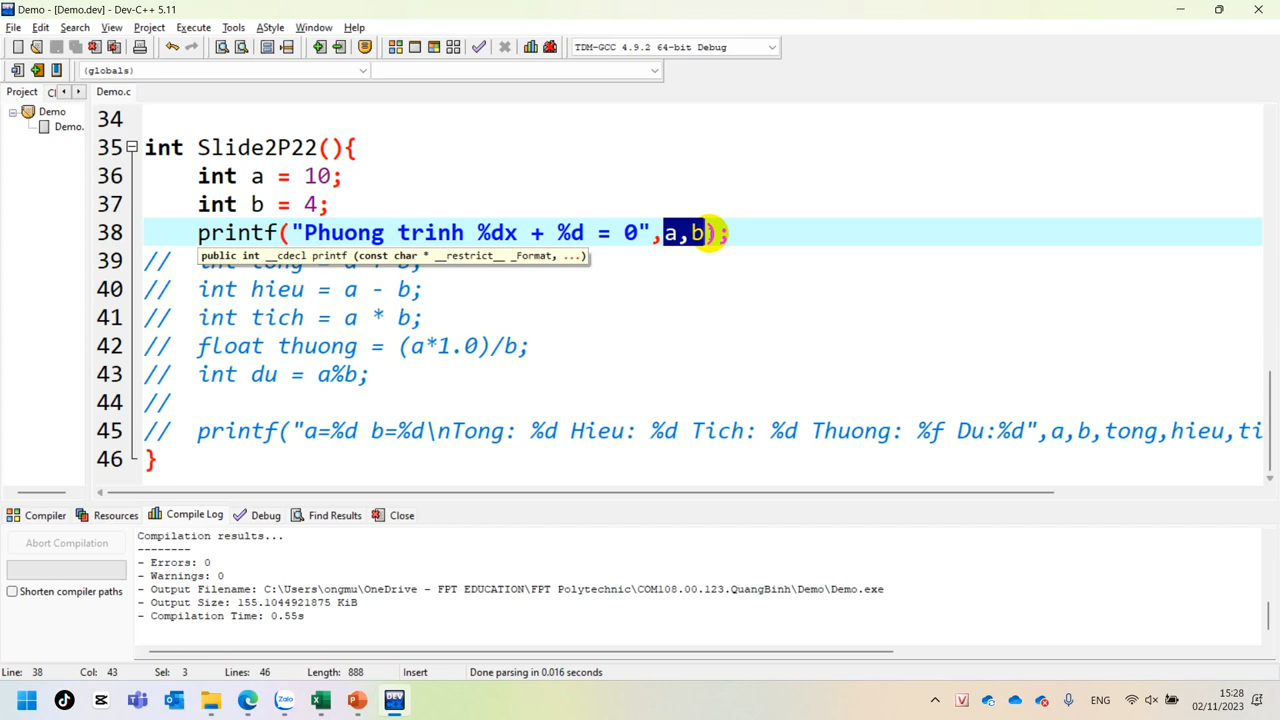 Demo - [Demo.dev] - Dev-C++ 5.11
File Edit Search View Project Execute Tools AStyle Window Help
TDM-GCC 4.9.2 64-bit Debug
(globals)
Project Demo.c
Demo
Demo.
34
35 int Slide2P22(){
36 int a = 10;
37 int b = 4;
38 printf("Phuong trinh %dx + %d = 0",a,b);
public int __cdecl printf (const char * __restrict__ _Format, ...)
39 // int tong = a + b;
40 // int hieu = a - b;
41 // int tich = a * b;
42 // float thuong = (a*1.0)/b;
43 // int du = a%b;
44 //
45 // printf("a=%d b=%d\nTong: %d Hieu: %d Tich: %d Thuong: %f Du:%d",a,b,tong,hieu,ti
46 }
Compiler Resources Compile Log Debug Find Results Close
Abort Compilation
Shorten compiler paths
Compilation results...
--------
- Errors: 0
- Warnings: 0
- Output Filename: C:\Users\ongmu\OneDrive - FPT EDUCATION\FPT Polytechnic\COM108.00.123.QuangBinh\Demo\Demo.exe
- Output Size: 155.1044921875 KiB
- Compilation Time: 0.55s
Line: 38 Col: 43 Sel: 3 Lines: 46 Length: 888 Insert Done parsing in 0.016 seconds
Zalo DEV ENG 15:28
02/11/2023